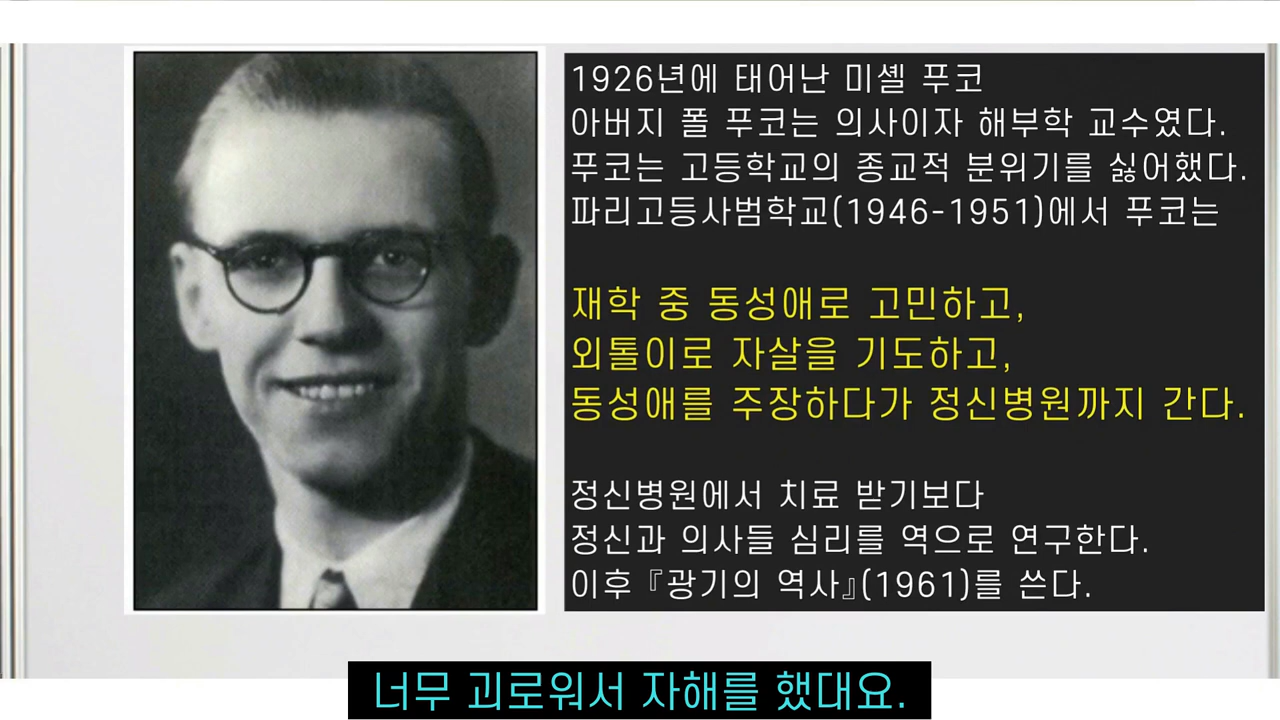 1926년에 태어난 미셸 푸코
아버지 폴 푸코는 의사이자 해부학 교수였다.
푸코는 고등학교의 종교적 분위기를 싫어했다.
파리고등사범학교(1946-1951)에서 푸코는
재학 중 동성애로 고민하고,
외톨이로 자살을 기도하고,
동성애를 주장하다가 정신병원까지 간다.
정신병원에서 치료 받기보다
정신과 의사들 심리를 역으로 연구한다.
이후 『광기의 역사』(1961)를 쓴다.
너무 괴로워서 자해를 했대요.